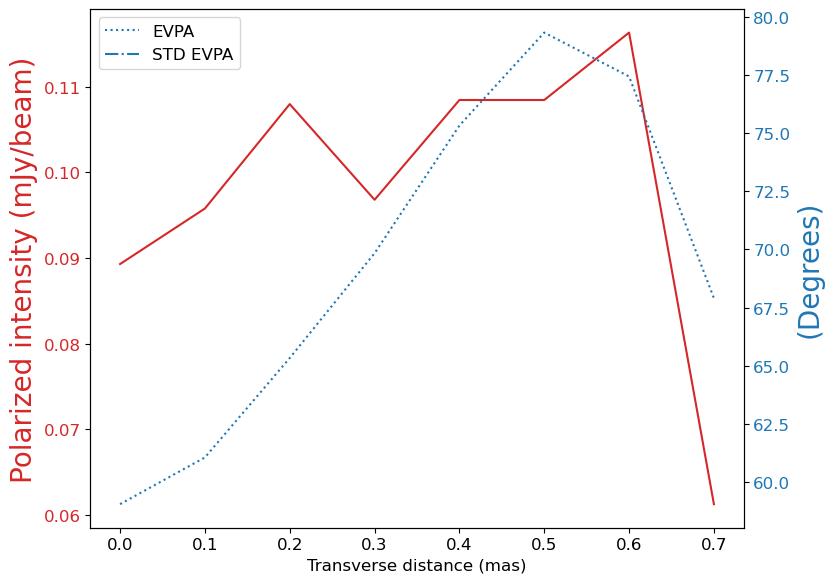 EVPA
STD EVPA
Polarized intensity (mJy/beam)
0.11
0.10
0.09
0.08
0.07
0.06
80.0
77.5
75.0
72.5
70.0
67.5
65.0
62.5
60.0
(Degrees)
0.0 0.1 0.2 0.3 0.4 0.5 0.6 0.7
Transverse distance (mas)